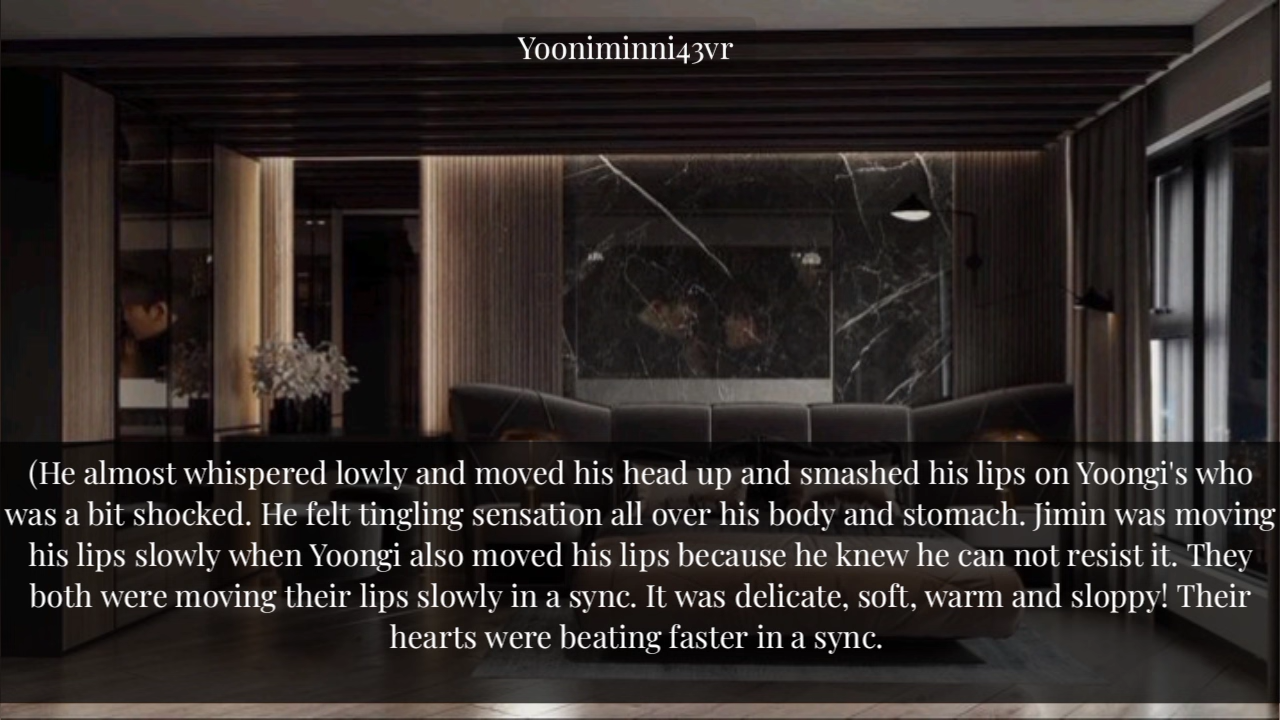 Yooniminni43vr
(He almost whispered lowly and moved his head up and smashed his lips on Yoongi's who
was a bit shocked. He felt tingling sensation all over his body and stomach. Jimin was moving
his lips slowly when Yoongi also moved his lips because he knew he can not resist it. They
both were moving their lips slowly in a sync. It was delicate, soft, warm and sloppy! Their
hearts were beating faster in a sync.